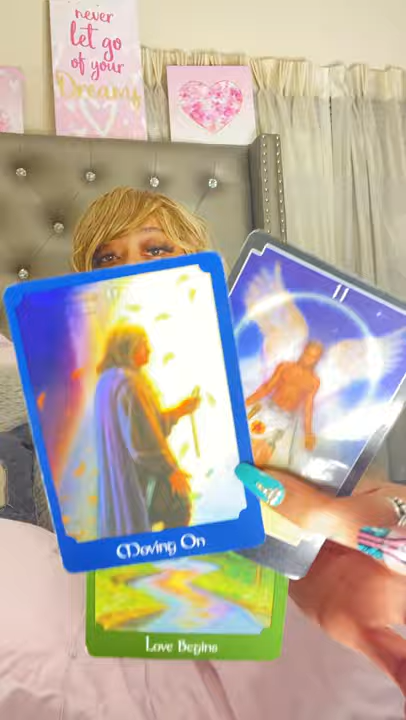 never
let go
of your
Dreams
II
Moving On
Love Begins